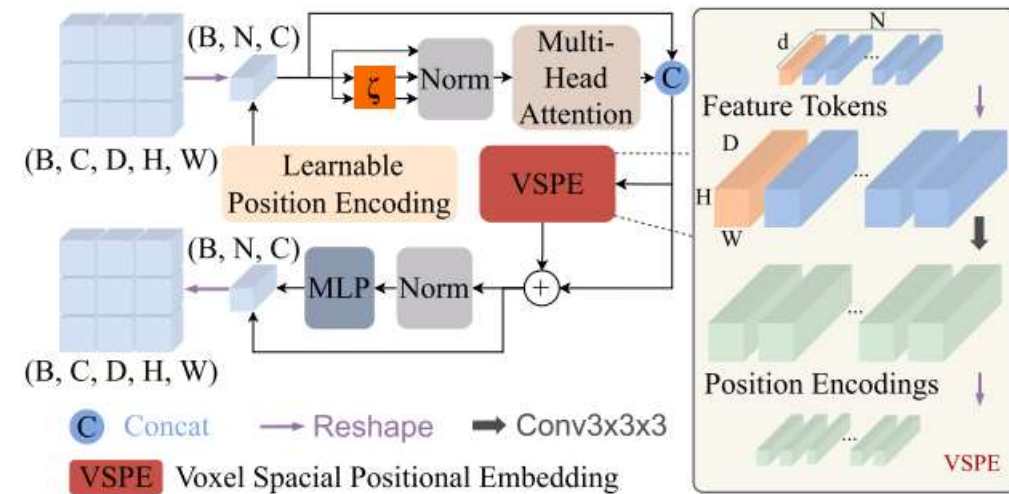 (B, N, C)
(B, C, D, H, W)
ζ
Norm
Multi-
Head
Attention
C
Learnable
Position Encoding
VSPE
(B, N, C)
MLP
Norm
+
(B, C, D, H, W)
C Concat
Reshape
Conv3x3x3
VSPE Voxel Spacial Positional Embedding
N
d
...
Feature Tokens
D
...
H
W
...
Position Encodings
...
VSPE